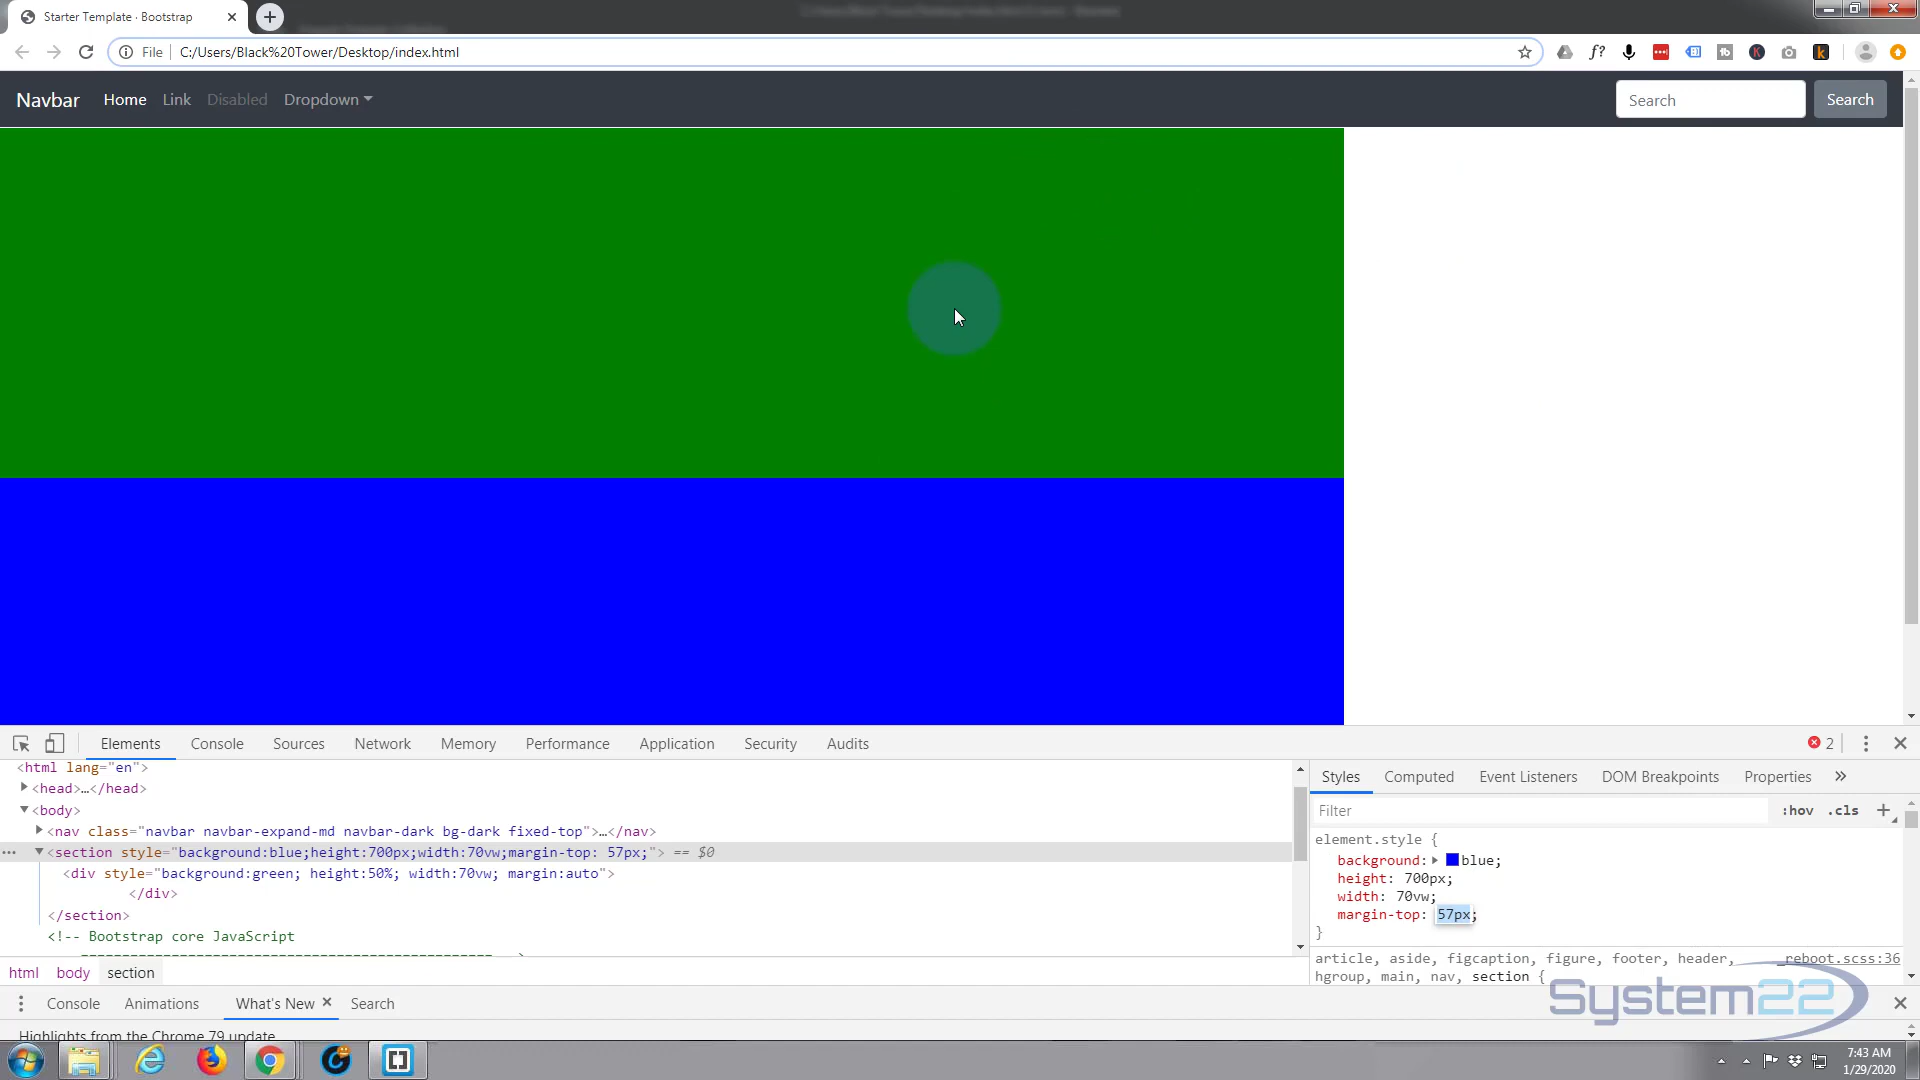 Starter Template · Bootstrap
File C:/Users/Black%20Tower/Desktop/index.html
Navbar Home Link Disabled Dropdown Search Search
Elements Console Sources Network Memory Performance Application Security Audits 2
<html lang="en">
<head>…</head>
<body>
<nav class="navbar navbar-expand-md navbar-dark bg-dark fixed-top">…</nav>
<section style="background:blue;height:700px;width:70vw;margin-top: 57px;"> == $0
<div style="background:green; height:50%; width:70vw; margin:auto">
</div>
</section>
<!-- Bootstrap core JavaScript
html body section
Styles Computed Event Listeners DOM Breakpoints Properties »
Filter :hov .cls +
element.style {
background: blue;
height: 700px;
width: 70vw;
margin-top: 57px;
}
article, aside, figcaption, figure, footer, header, _reboot.scss:36
hgroup, main, nav, section {
Console Animations What's New Search
Highlights from the Chrome 79 update
System22
7:43 AM
1/29/2020